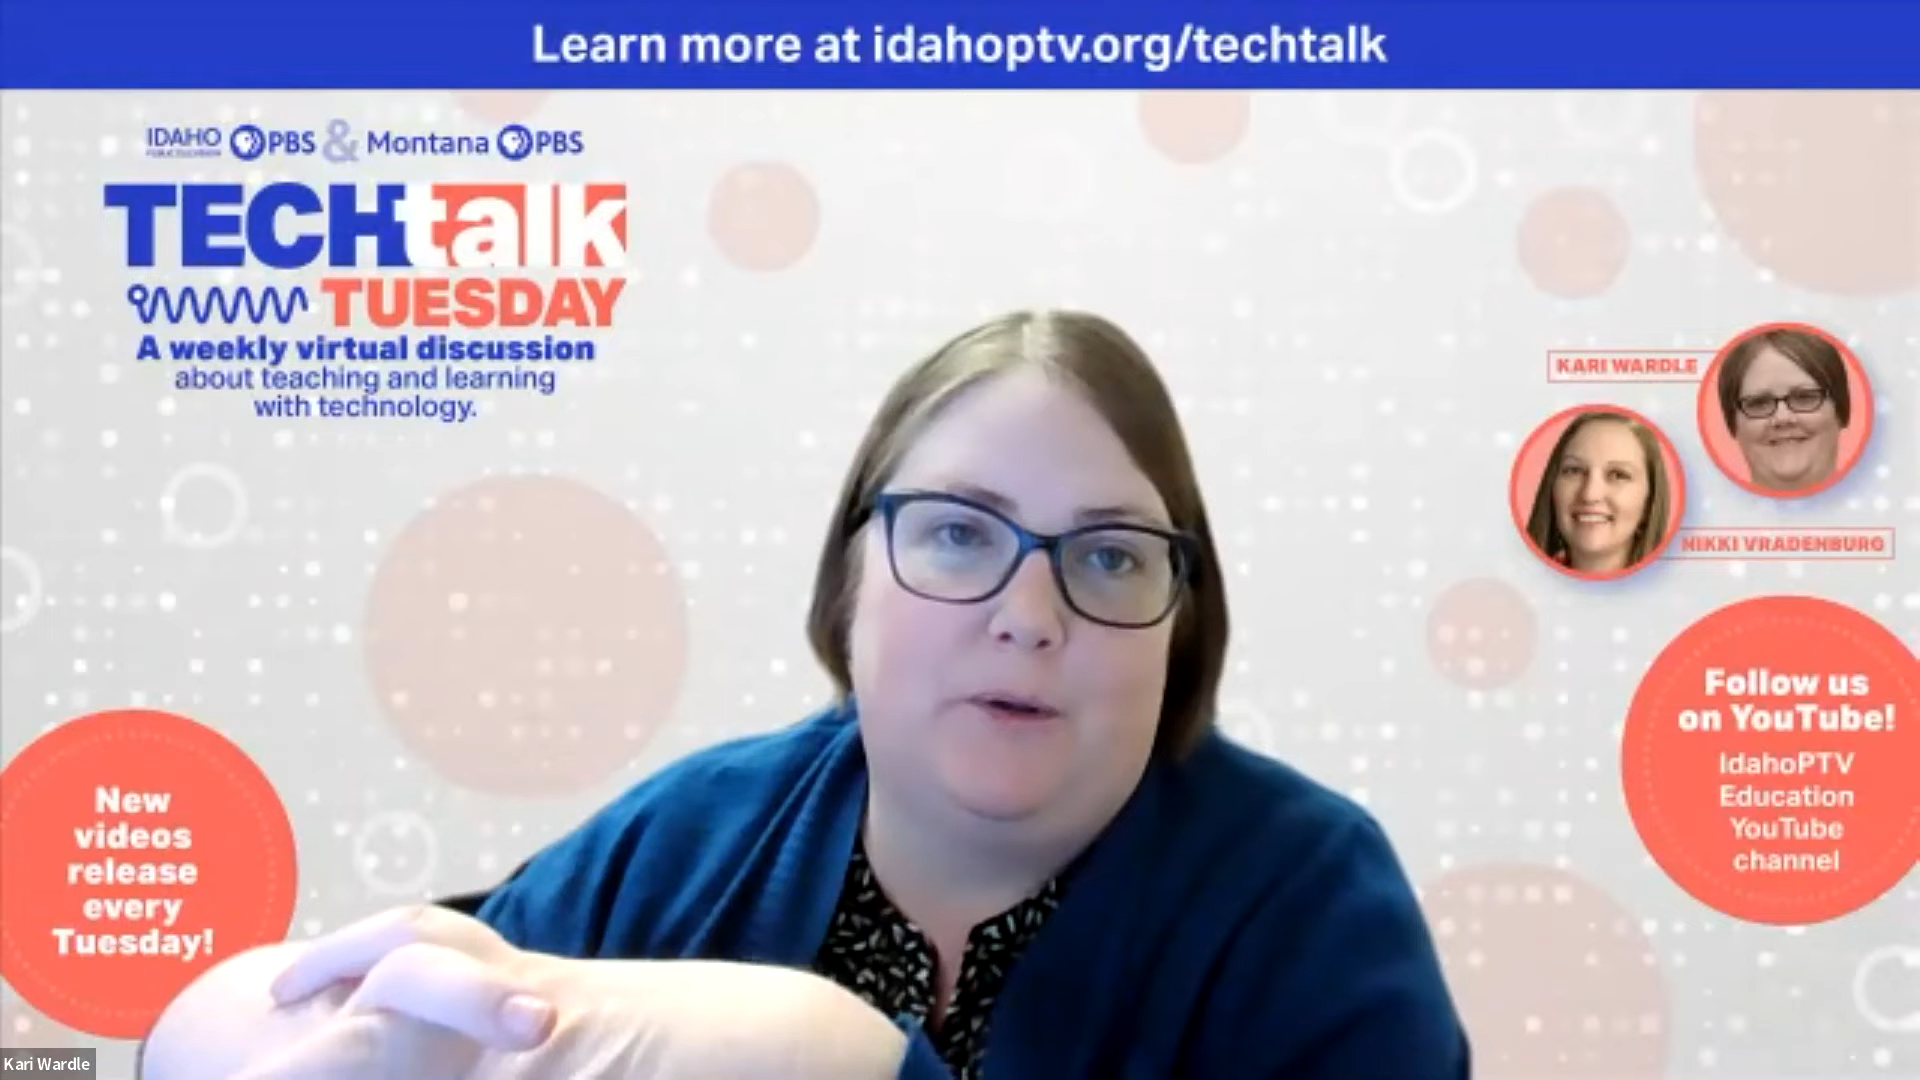 Learn more at idahoptv.org/techtalk
IDAHO PBS & Montana PBS
TECHtalk
TUESDAY
A weekly virtual discussion
about teaching and learning
with technology.
KARI WARDLE
NIKKI VRADENBURG
Follow us
on YouTube!
IdahoPTV
Education
YouTube
channel
New
videos
release
every
Tuesday!
Kari Wardle